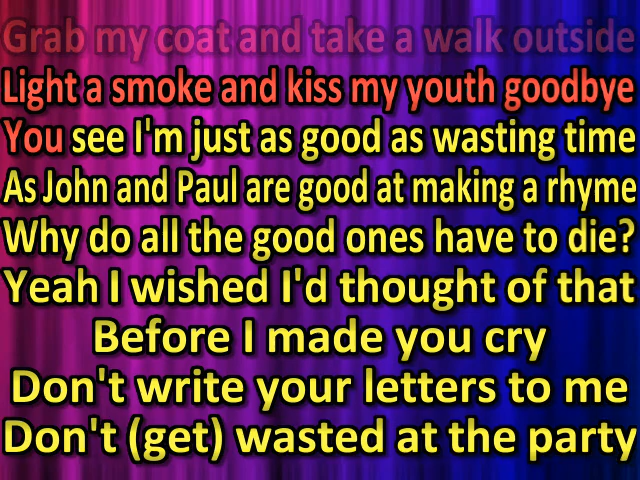 Grab my coat and take a walk outside
Light a smoke and kiss my youth goodbye
You see I'm just as good as wasting time
As John and Paul are good at making a rhyme
Why do all the good ones have to die?
Yeah I wished I'd thought of that
Before I made you cry
Don't write your letters to me
Don't (get) wasted at the party